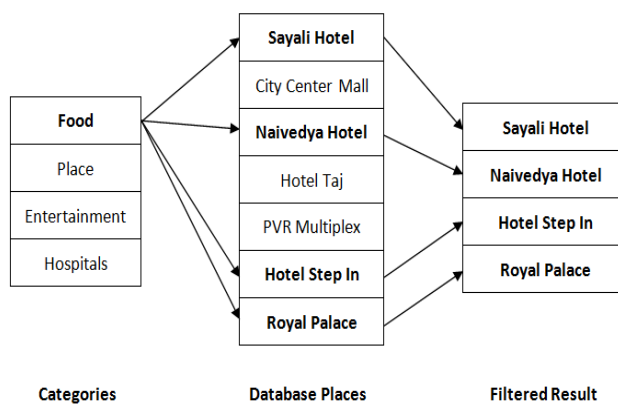 Food
Place
Entertainment
Hospitals
Categories
Sayali Hotel
City Center Mall
Naivedya Hotel
Hotel Taj
PVR Multiplex
Hotel Step In
Royal Palace
Database Places
Sayali Hotel
Naivedya Hotel
Hotel Step In
Royal Palace
Filtered Result